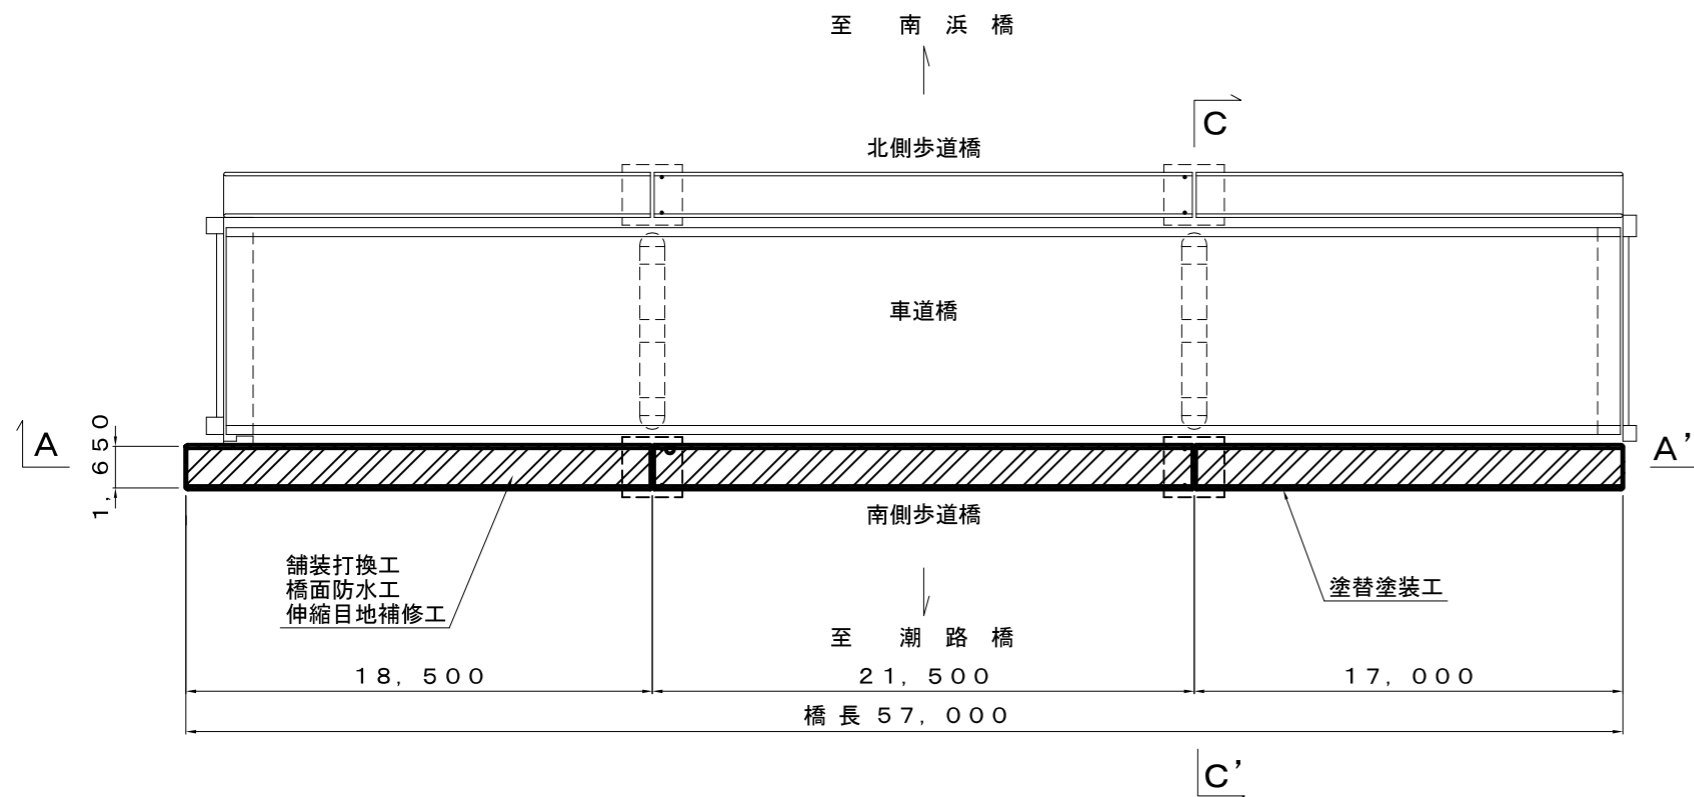 至 南 浜 橋
C
北側歩道橋
車道橋
A
1,650
A’
南側歩道橋
舗装打換工
橋面防水工
伸縮目地補修工
塗替塗装工
至 潮 路 橋
18,500
21,500
17,000
橋 長 57,000
C’